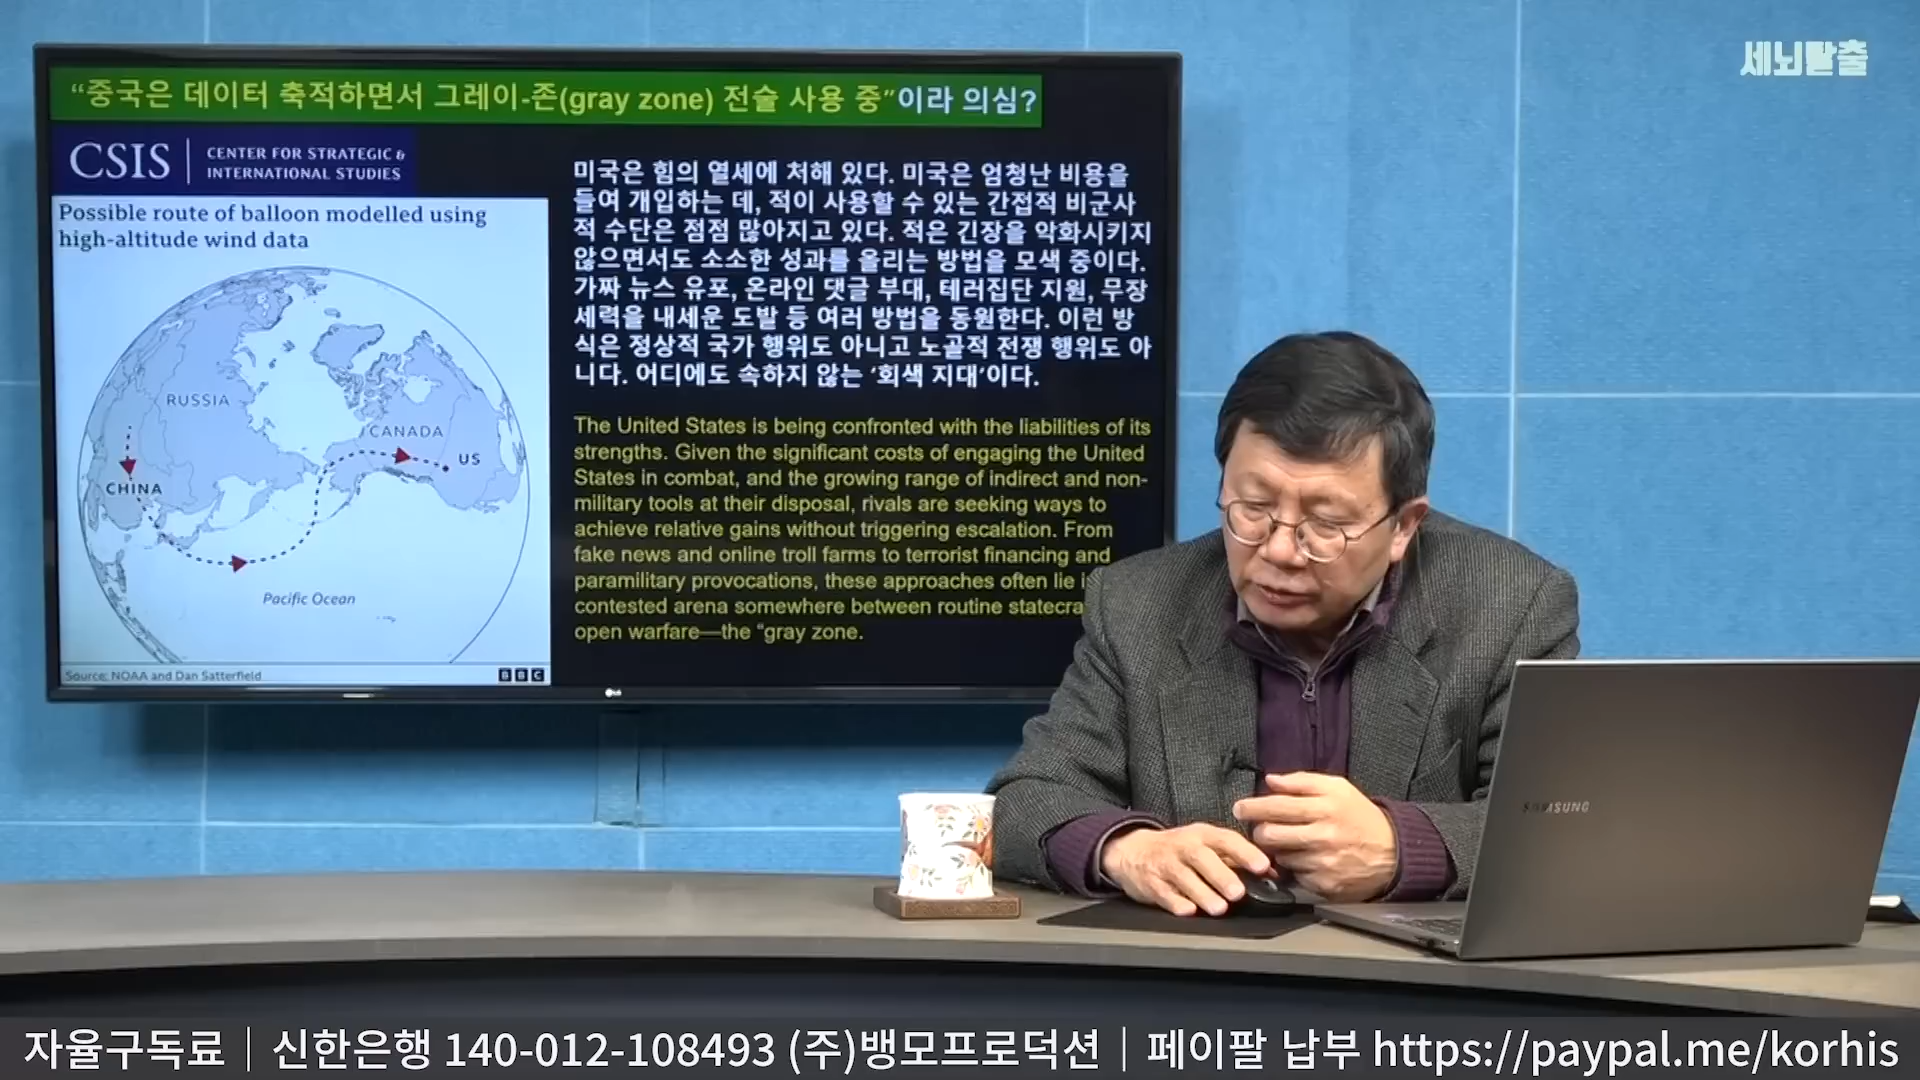 세뇌탈출
“중국은 데이터 축적하면서 그레이-존(gray zone) 전술 사용 중”이라 의심?
CSIS
CENTER FOR STRATEGIC &
INTERNATIONAL STUDIES
Possible route of balloon modelled using
high-altitude wind data
RUSSIA
CANADA
US
CHINA
Pacific Ocean
Source: NOAA and Dan Satterfield
BBC
미국은 힘의 열세에 처해 있다. 미국은 엄청난 비용을
들여 개입하는 데, 적이 사용할 수 있는 간접적 비군사
적 수단은 점점 많아지고 있다. 적은 긴장을 악화시키지
않으면서도 소소한 성과를 올리는 방법을 모색 중이다.
가짜 뉴스 유포, 온라인 댓글 부대, 테러집단 지원, 무장
세력을 내세운 도발 등 여러 방법을 동원한다. 이런 방
식은 정상적 국가 행위도 아니고 노골적 전쟁 행위도 아
니다. 어디에도 속하지 않는 ‘회색 지대’이다.
The United States is being confronted with the liabilities of its
strengths. Given the significant costs of engaging the United
States in combat, and the growing range of indirect and non-
military tools at their disposal, rivals are seeking ways to
achieve relative gains without triggering escalation. From
fake news and online troll farms to terrorist financing and
paramilitary provocations, these approaches often lie
contested arena somewhere between routine statecra
open warfare—the “gray zone.
LG
SAMSUNG
자율구독료｜신한은행 140-012-108493 (주)뱅모프로덕션｜페이팔 납부 https://paypal.me/korhis